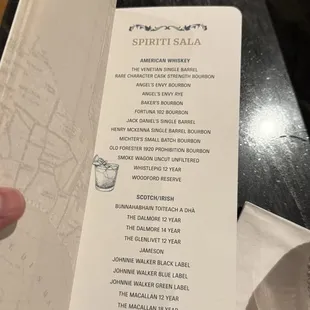 SPIRITI SALA
AMERICAN WHISKEY
THE VENETIAN SINGLE BARREL
BARE CHARACTER CASK STRENGTH BOURBON
ANGEL'S ENVY BOURBON
ANGEL'S ENVY RYE
BAKER'S BOURBON
FORTUNA 102 BOURBON
JACK DANIEL'S SINGLE BARREL
HENRY MCKENNA SINGLE BARREL BOURBON
MICHTER'S SMALL BATCH BOURBON
OLD FORESTER 1920 PROHIBITION BOURBON
SMOKE WAGON UNCUT UNFILTERED
WHISTLEPIG 12 YEAR
WOODFORD RESERVE
SCOTCH/IRISH
BUNNAHABHAIN TOITEACH A DHÀ
THE DALMORE 12 YEAR
THE DALMORE 14 YEAR
THE GLENLIVET 12 YEAR
JAMESON
JOHNNIE WALKER BLACK LABEL
JOHNNIE WALKER BLUE LABEL
JOHNNIE WALKER GREEN LABEL
THE MACALLAN 12 YEAR
THE MACALLAN 18 YEAR